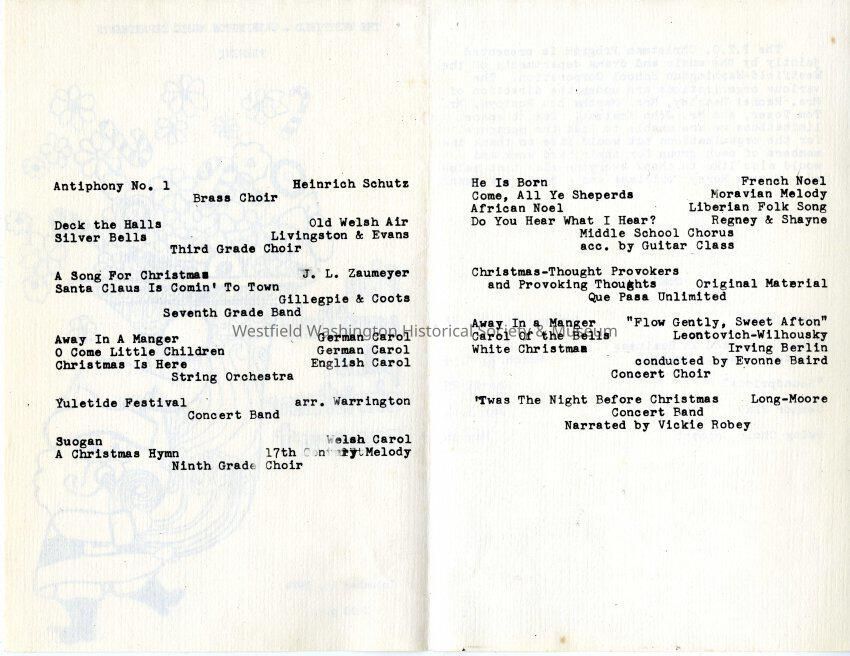 Antiphony No. 1 Heinrich Schutz
Brass Choir
Deck the Halls Old Welsh Air
Silver Bells Livingston & Evans
Third Grade Choir
A Song For Christmas J. L. Zaumeyer
Santa Claus Is Comin' To Town
Gillegpie & Coots
Seventh Grade Band
Away In A Manger German Carol
O Come Little Children German Carol
Christmas Is Here English Carol
String Orchestra
Yuletide Festival arr. Warrington
Concert Band
Suogan Welsh Carol
A Christmas Hymn 17th Melody
Ninth Grade Choir
He Is Born French Noel
Come, All Ye Sheperds Moravian Melody
African Noel Liberian Folk Song
Do You Hear What I Hear? Regney & Shayne
Middle School Chorus
acc. by Guitar Class
Christmas-Thought Provokers
and Provoking Thoughts Original Material
Que Pasa Unlimited
Away In a Manger "Flow Gently, Sweet Afton"
Carol Of the Bells Leontovich-Wilhousky
White Christmas Irving Berlin
conducted by Evonne Baird
Concert Choir
'Twas The Night Before Christmas Long-Moore
Concert Band
Narrated by Vickie Robey
Westfield Washington Historical Society & Museum